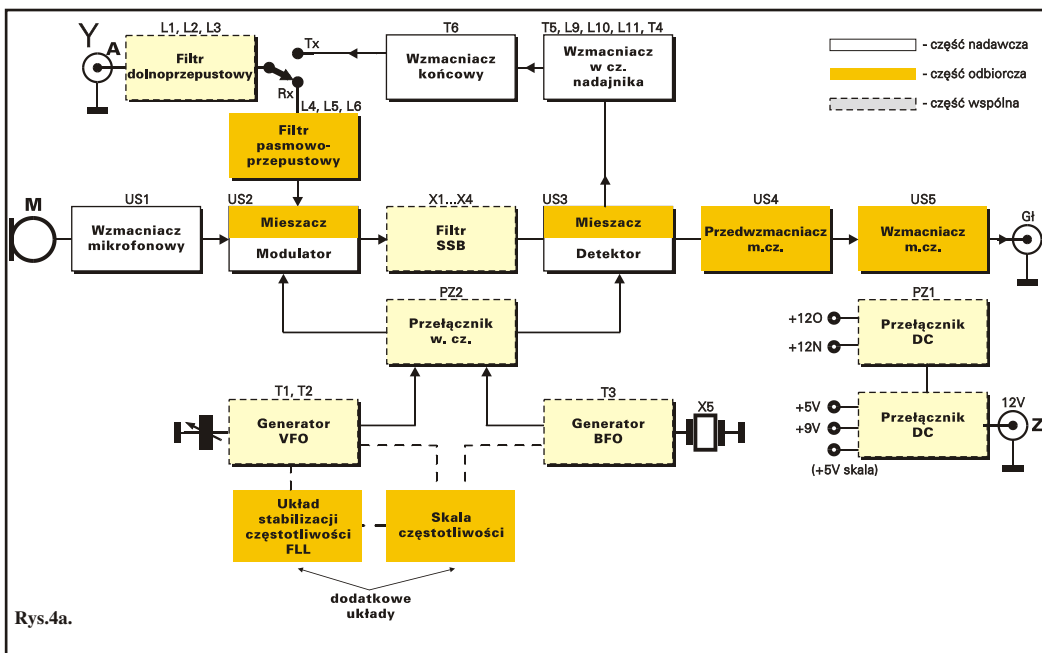 L1, L2, L3
Y
A
Filtr
dolnoprzepustowy
Tx
Rx
T6
Wzmacniacz
końcowy
T5, L9, L10, L11, T4
Wzmacniacz
w cz.
nadajnika
- część nadawcza
- część odbiorcza
- część wspólna
L4, L5, L6
Filtr
pasmowo-
przepustowy
M
US1
Wzmacniacz
mikrofonowy
US2
Mieszacz
Modulator
X1...X4
Filtr
SSB
US3
Mieszacz
Detektor
US4
Przedwzmacniacz
m.cz.
US5
Wzmacniacz
m.cz.
Gł
PZ2
Przełącznik
w. cz.
PZ1
+12O
+12N
Przełącznik
DC
T1, T2
Generator
VFO
T3
Generator
BFO
X5
+5V
+9V
(+5V skala)
Przełącznik
DC
12V
Z
Układ
stabilizacji
częstotliwości
FLL
Skala
częstotliwości
dodatkowe
układy
Rys.4a.